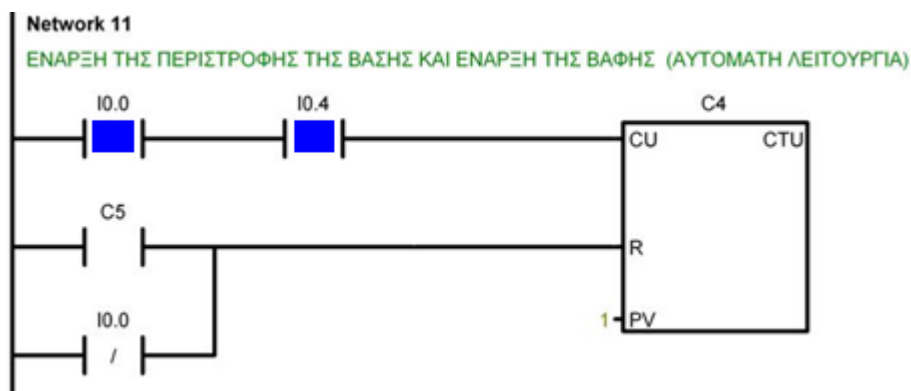 Network 11
ΕΝΑΡΞΗ ΤΗΣ ΠΕΡΙΣΤΡΟΦΗΣ ΤΗΣ ΒΑΣΗΣ ΚΑΙ ΕΝΑΡΞΗ ΤΗΣ ΒΑΦΗΣ (ΑΥΤΟΜΑΤΗ ΛΕΙΤΟΥΡΓΙΑ)
I0.0 I0.4 C4
CU CTU
C5
R
I0.0
/
1 PV